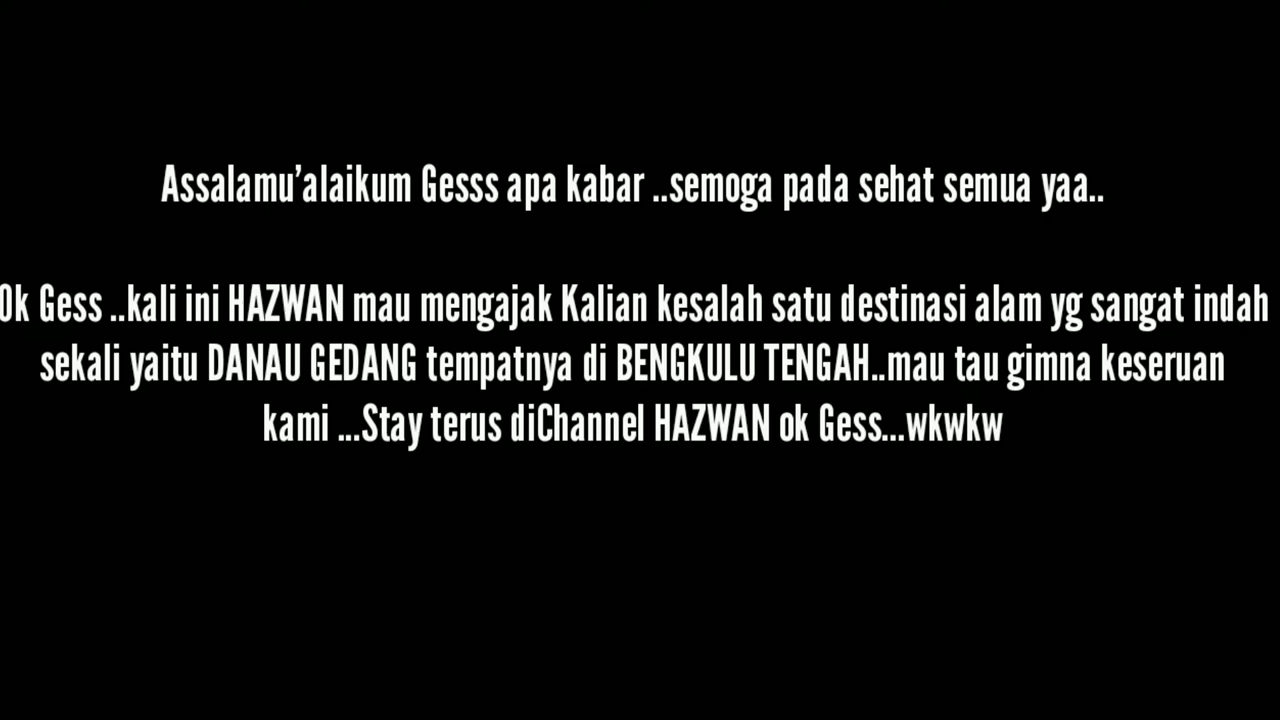 Assalamu'alaikum Gesss apa kabar ..semoga pada sehat semua yaa..
Ok Gess ..kali ini HAZWAN mau mengajak Kalian kesalah satu destinasi alam yg sangat indah
sekali yaitu DANAU GEDANG tempatnya di BENGKULU TENGAH..mau tau gimna keseruan
kami ...Stay terus diChannel HAZWAN ok Gess...wkwkw